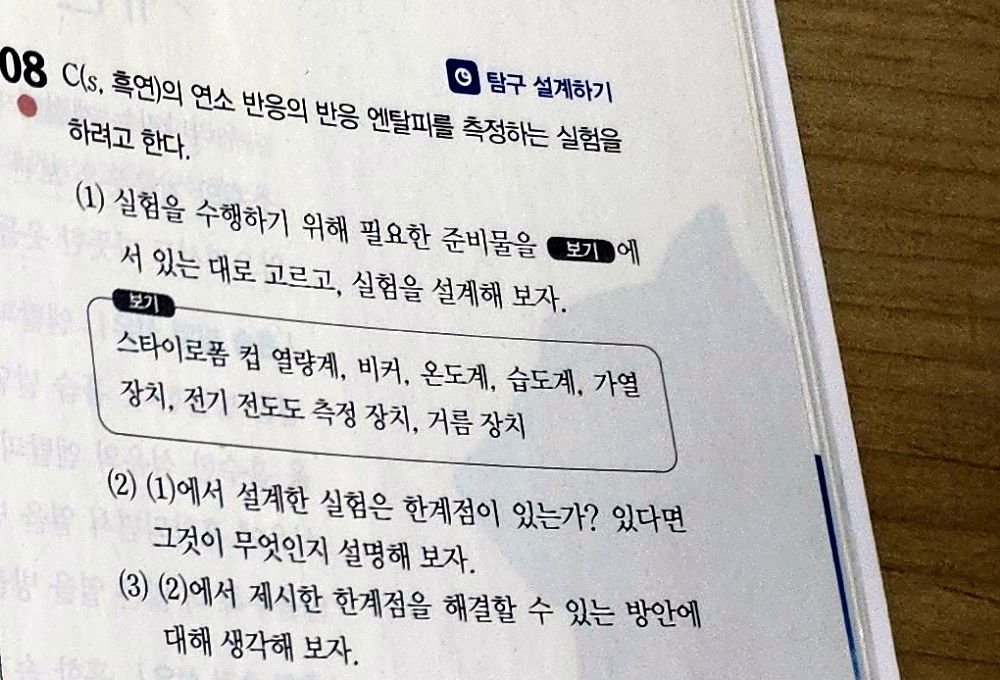 08 C(s, 흑연)의 연소 반응의 반응 엔탈피를 측정하는 실험을
탐구 설계하기
하려고 한다.
(1) 실험을 수행하기 위해 필요한 준비물을 보기 에
서 있는 대로 고르고, 실험을 설계해 보자.
보기
스타이로폼 컵 열량계, 비커, 온도계, 습도계, 가열
장치, 전기 전도도 측정 장치, 거름 장치
(2) (1)에서 설계한 실험은 한계점이 있는가? 있다면
그것이 무엇인지 설명해 보자.
(3) (2)에서 제시한 한계점을 해결할 수 있는 방안에
대해 생각해 보자.